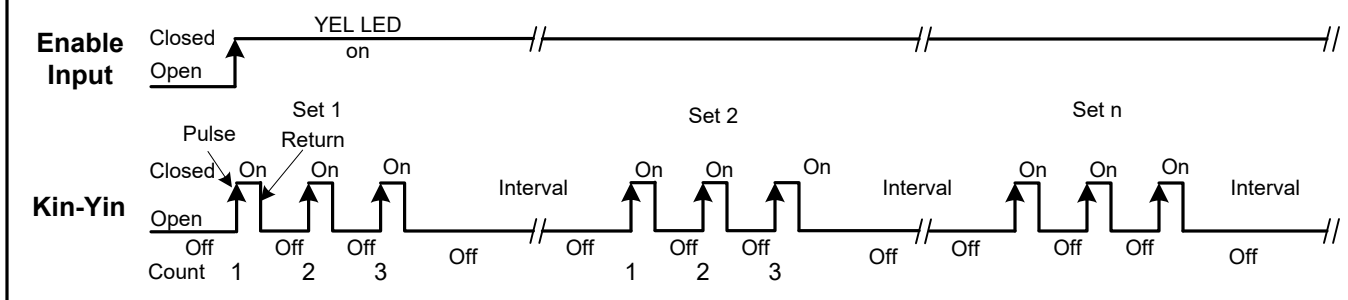 YEL LED
on
Enable
Input
Closed
Open
Set 1
Set 2
Set n
Pulse
Return
Kin-Yin
Closed On On On Interval On On On Interval On On On Interval
Open
Off Off Off Off Off Off Off Off Off Off Off Off
Count 1 2 3 1 2 3